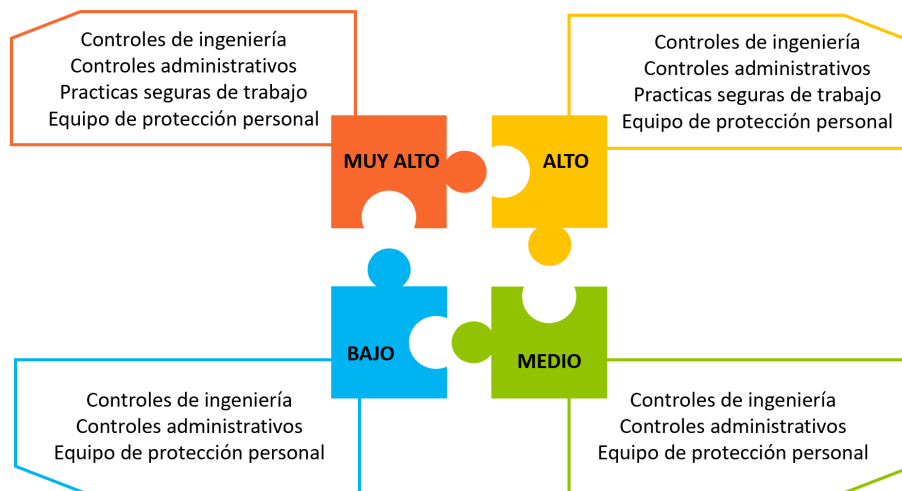 Controles de ingeniería
Controles administrativos
Practicas seguras de trabajo
Equipo de protección personal
MUY ALTO
Controles de ingeniería
Controles administrativos
Practicas seguras de trabajo
Equipo de protección personal
ALTO
BAJO
Controles de ingeniería
Controles administrativos
Equipo de protección personal
MEDIO
Controles de ingeniería
Controles administrativos
Equipo de protección personal